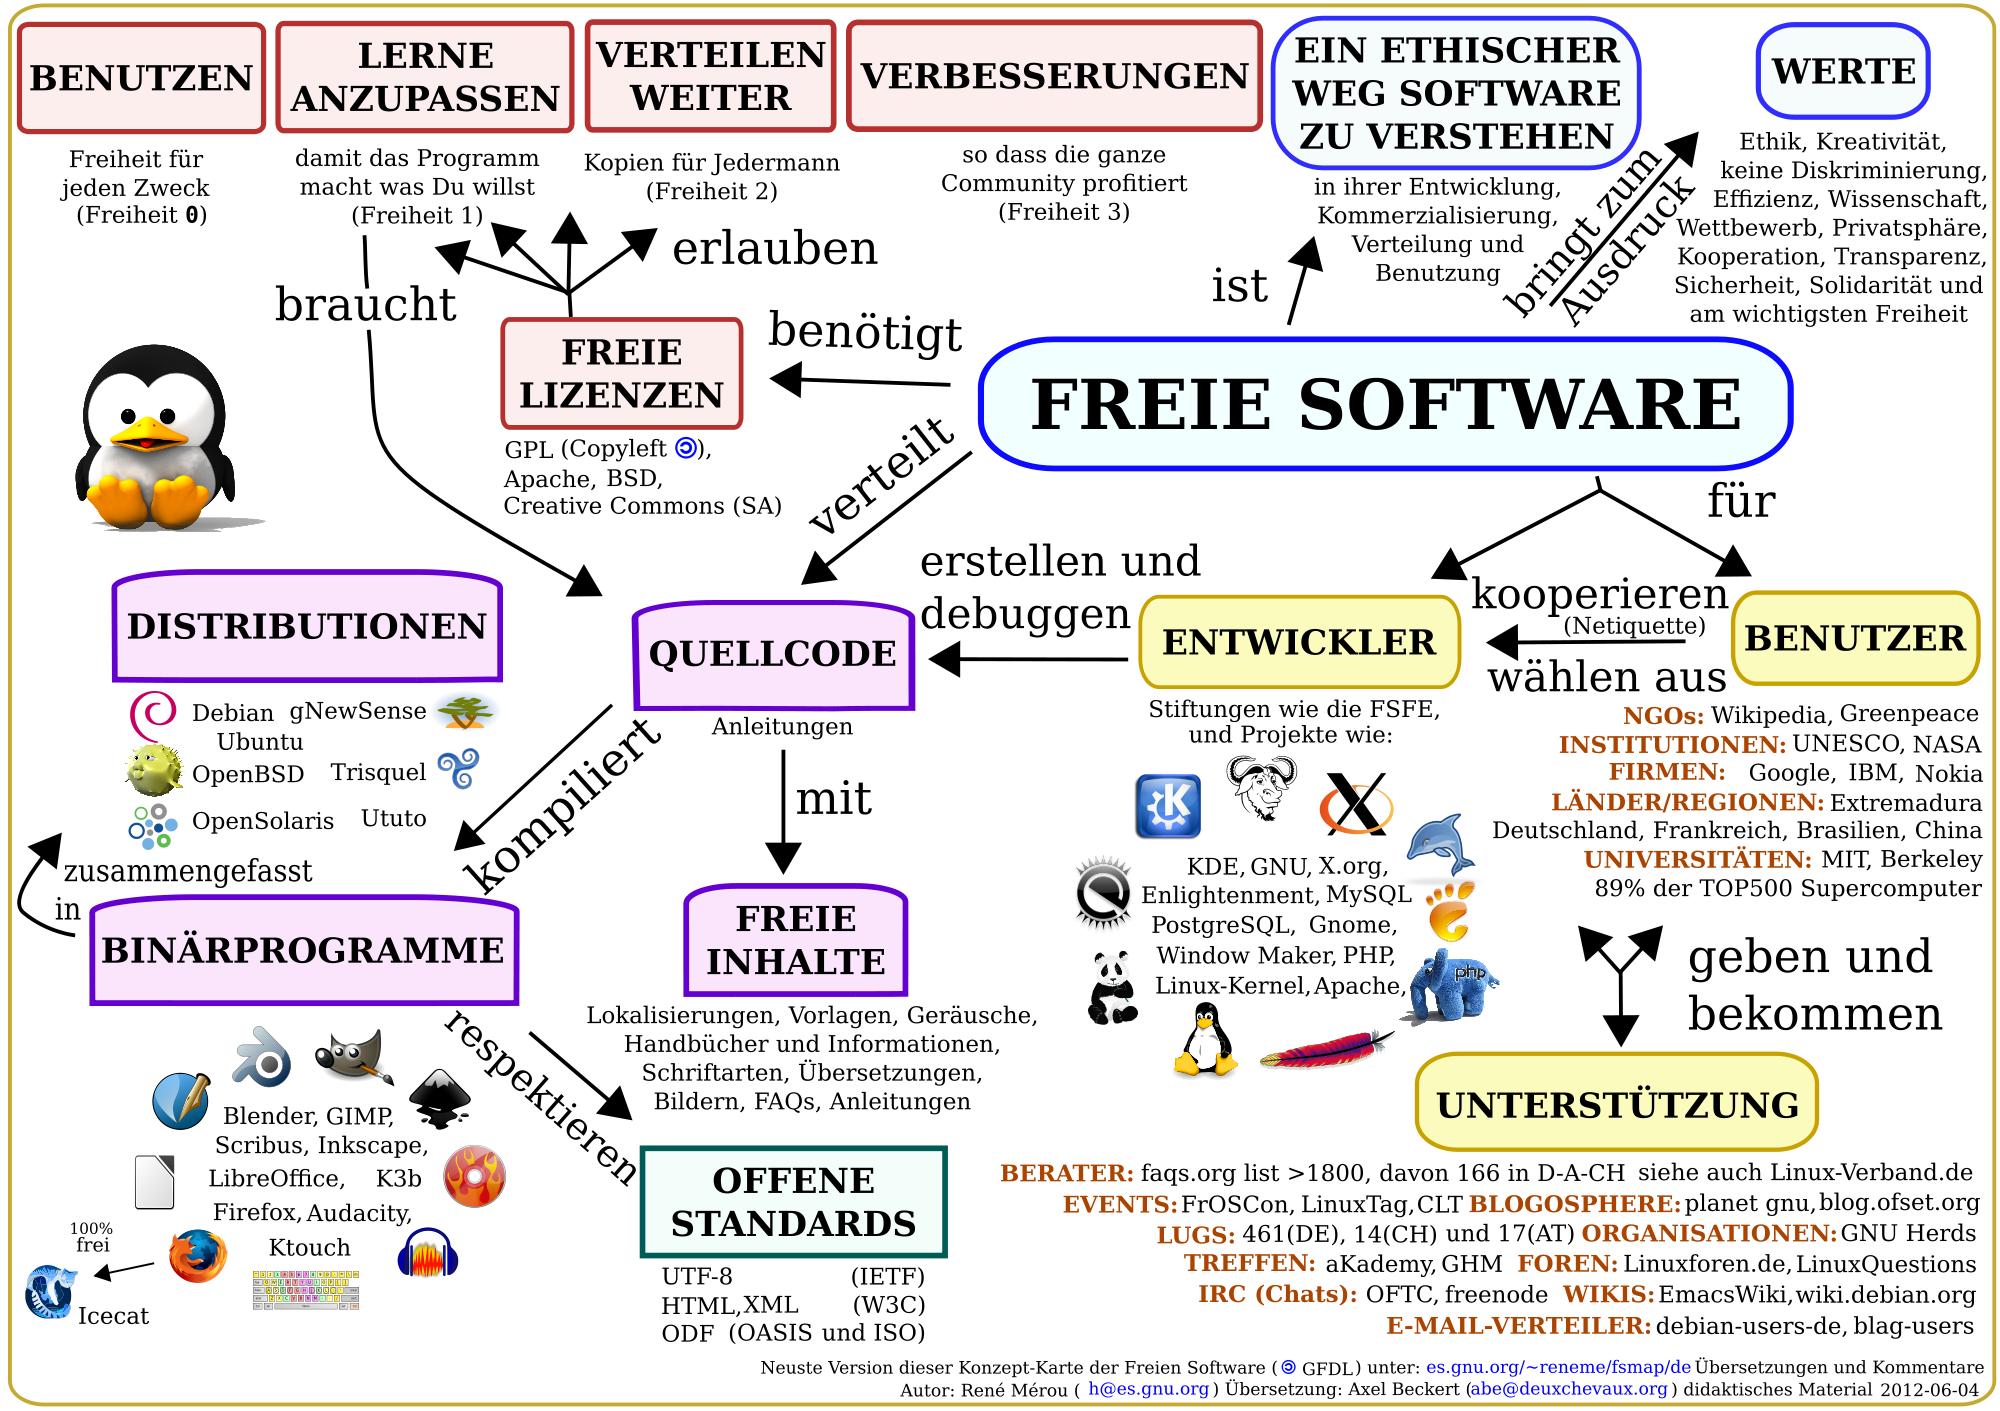 BENUTZEN
Freiheit für
jeden Zweck
(Freiheit 0)
LERNE
ANZUPASSEN
damit das Programm
macht was Du willst
(Freiheit 1)
VERTEILEN
WEITER
Kopien für Jedermann
(Freiheit 2)
VERBESSERUNGEN
so dass die ganze
Community profitiert
(Freiheit 3)
EIN ETHISCHER
WEG SOFTWARE
ZU VERSTEHEN
in ihrer Entwicklung,
Kommerzialisierung,
Verteilung und
Benutzung
WERTE
Ethik, Kreativität,
keine Diskriminierung,
Effizienz, Wissenschaft,
Wettbewerb, Privatsphäre,
Kooperation, Transparenz,
Sicherheit, Solidarität und
am wichtigsten Freiheit
bringt zum
Ausdruck
ist
erlauben
braucht
benötigt
FREIE
LIZENZEN
GPL (Copyleft),
Apache, BSD,
Creative Commons (SA)
FREIE SOFTWARE
verteilt
für
erstellen und
debuggen
kooperieren
(Netiquette)
wählen aus
DISTRIBUTIONEN
Debian gNewSense
Ubuntu
OpenBSD Trisquel
OpenSolaris Ututo
zusammengefasst
in
QUELLCODE
Anleitungen
kompiliert
mit
ENTWICKLER
Stiftungen wie die FSFE,
und Projekte wie:
KDE, GNU, X.org,
Enlightenment, MySQL
PostgreSQL, Gnome,
Window Maker, PHP,
Linux-Kernel, Apache,
php
BENUTZER
NGOs: Wikipedia, Greenpeace
INSTITUTIONEN: UNESCO, NASA
FIRMEN: Google, IBM, Nokia
LÄNDER/REGIONEN: Extremadura
Deutschland, Frankreich, Brasilien, China
UNIVERSITÄTEN: MIT, Berkeley
89% der TOP500 Supercomputer
geben und
bekommen
BINÄRPROGRAMME
respektieren
Blender, GIMP,
Scribus, Inkscape,
LibreOffice, K3b
Firefox, Audacity,
Ktouch
100%
frei
Icecat
FREIE
INHALTE
Lokalisierungen, Vorlagen, Geräusche,
Handbücher und Informationen,
Schriftarten, Übersetzungen,
Bildern, FAQs, Anleitungen
OFFENE
STANDARDS
UTF-8 (IETF)
HTML, XML (W3C)
ODF (OASIS und ISO)
UNTERSTÜTZUNG
BERATER: faqs.org list >1800, davon 166 in D-A-CH siehe auch Linux-Verband.de
EVENTS: FrOSCon, LinuxTag, CLT BLOGOSPHERE: planet gnu, blog.ofset.org
LUGS: 461(DE), 14(CH) und 17(AT) ORGANISATIONEN: GNU Herds
TREFFEN: aKademy, GHM FOREN: Linuxforen.de, LinuxQuestions
IRC (Chats): OFTC, freenode WIKIS: EmacsWiki, wiki.debian.org
E-MAIL-VERTEILER: debian-users-de, blag-users
Neuste Version dieser Konzept-Karte der Freien Software ( GFDL) unter: es.gnu.org/~reneme/fsmap/de Übersetzungen und Kommentare
Autor: René Mérou ( h@es.gnu.org ) Übersetzung: Axel Beckert (abe@deuxchevaux.org ) didaktisches Material 2012-06-04